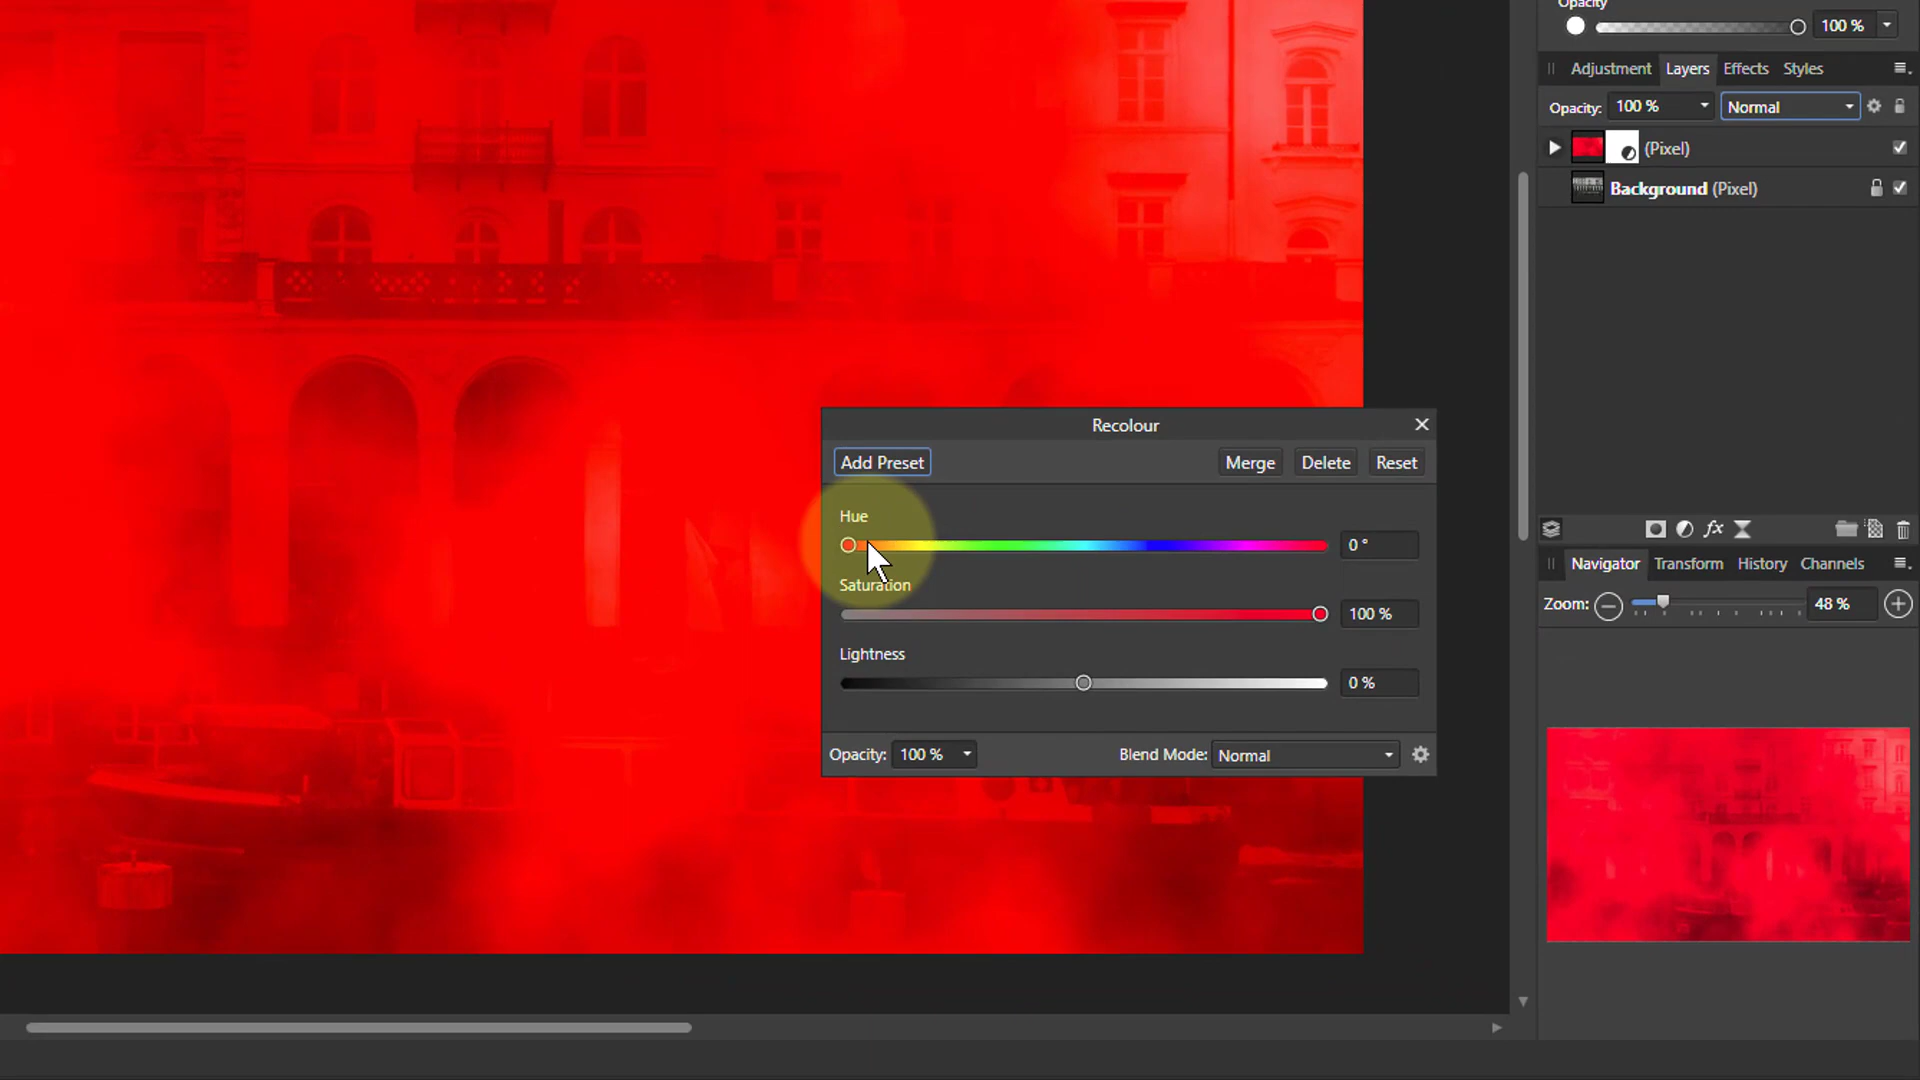 Opacity
100 %
Adjustment Layers Effects Styles
Opacity: 100 % Normal
(Pixel)
Background (Pixel)
Recolour
Add Preset Merge Delete Reset
Hue
0 °
Saturation
100 %
Lightness
0 %
Opacity: 100 % Blend Mode: Normal
fx
Navigator Transform History Channels
Zoom: 48 %